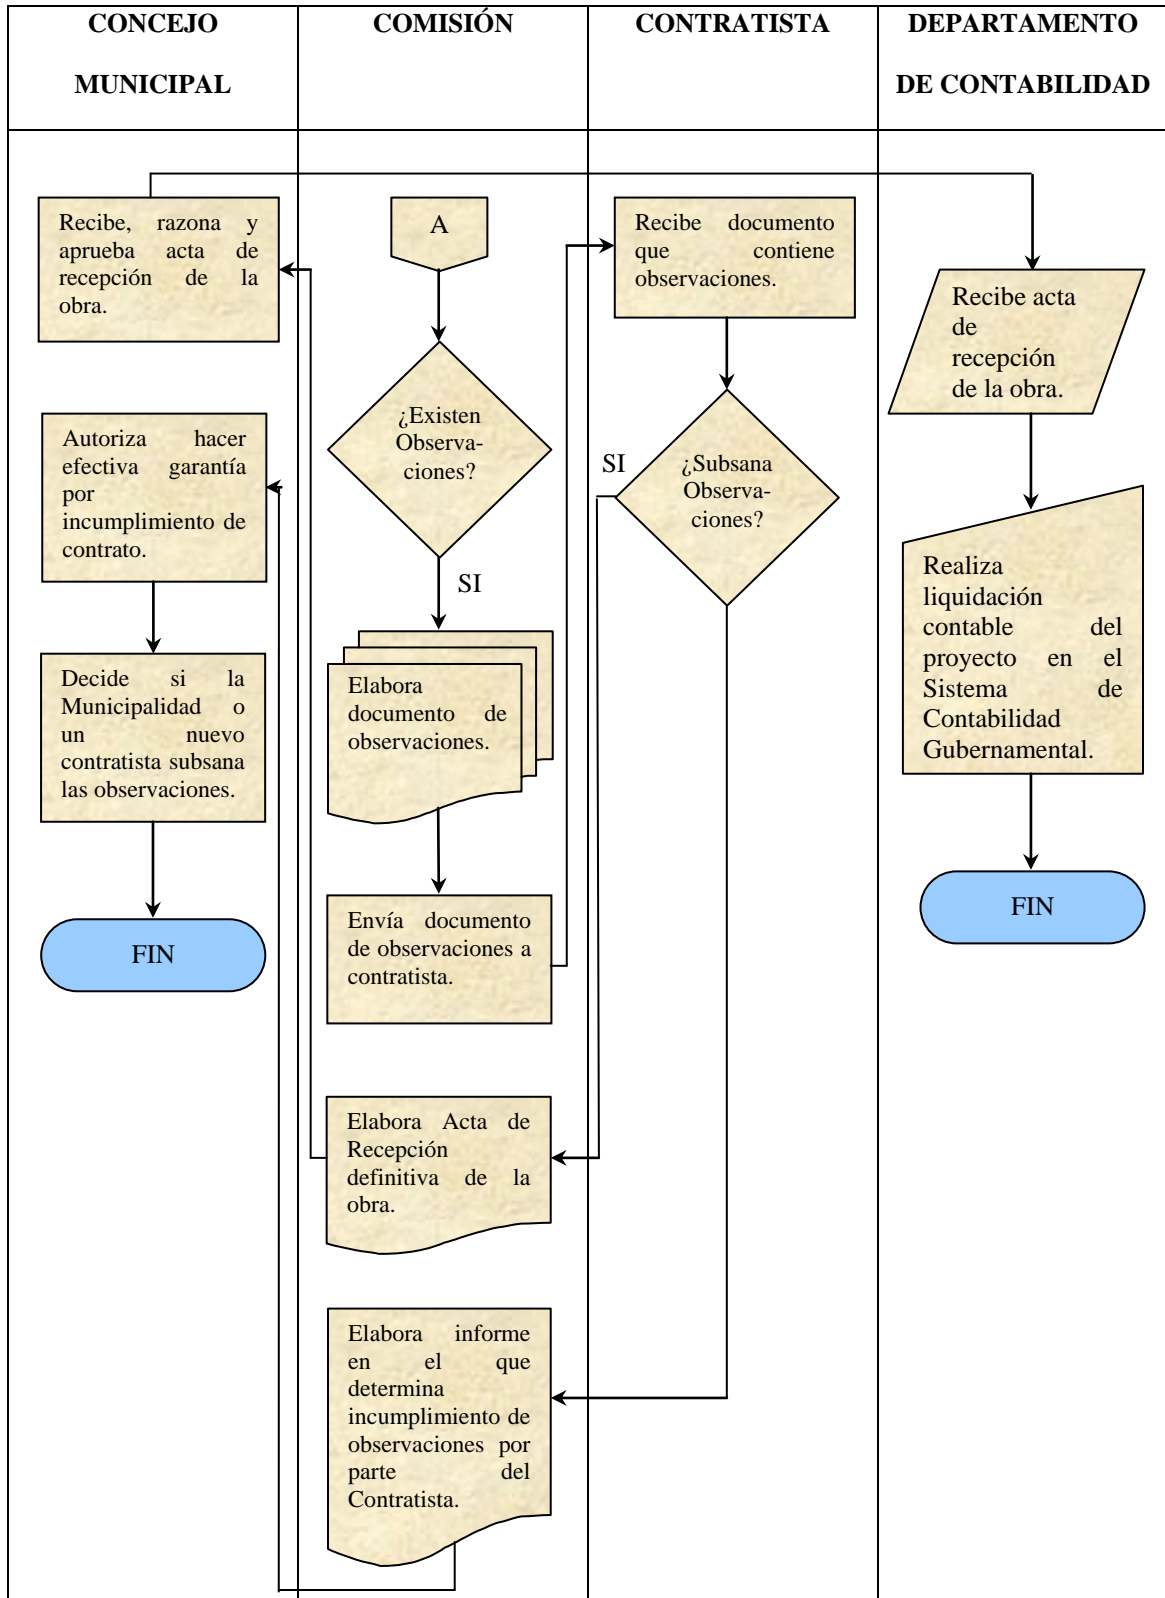 CONCEJO
MUNICIPAL
COMISIÓN
CONTRATISTA
DEPARTAMENTO
DE CONTABILIDAD
Recibe, razona y
aprueba acta de
recepción de la
obra.
Autoriza hacer
efectiva garantía
por
incumplimiento de
contrato.
Decide si la
Municipalidad o
un nuevo
contratista subsana
las observaciones.
FIN
A
¿Existen
Observa-
ciones?
SI
Elabora
documento de
observaciones.
Envía documento
de observaciones a
contratista.
Elabora Acta de
Recepción
definitiva de la
obra.
Elabora informe
en el que
determina
incumplimiento de
observaciones por
parte del
Contratista.
Recibe documento
que contiene
observaciones.
SI
¿Subsana
Observa-
ciones?
Recibe acta
de
recepción
de la obra.
Realiza
liquidación
contable del
proyecto en el
Sistema de
Contabilidad
Gubernamental.
FIN